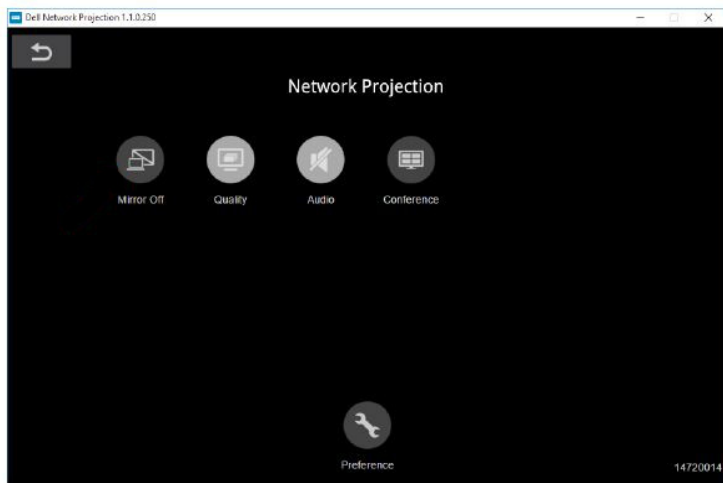 Dell Network Projection 1.1.0.250
Network Projection
Mirror Off Quality Audio Conference
Preference
14720014